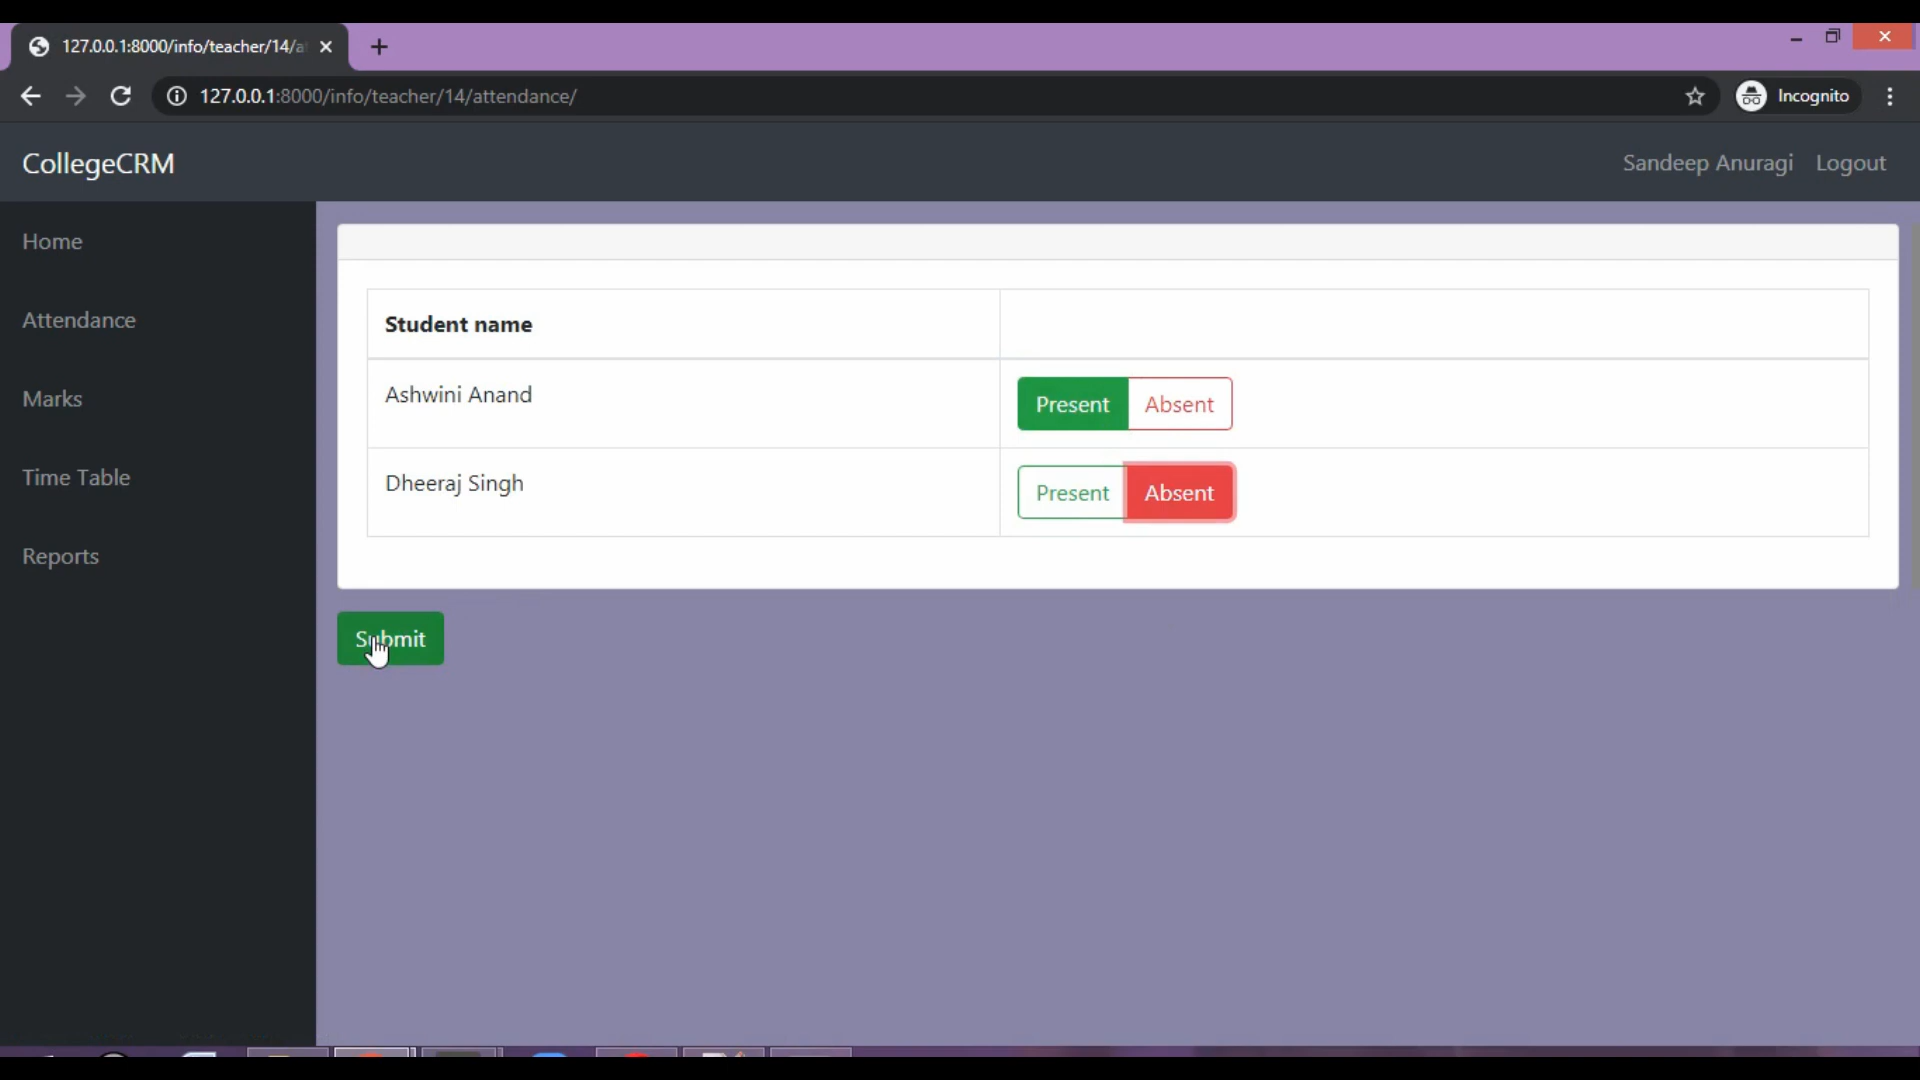 127.0.0.1:8000/info/teacher/14/a
127.0.0.1:8000/info/teacher/14/attendance/
Incognito
CollegeCRM
Sandeep Anuragi Logout
Home
Attendance
Marks
Time Table
Reports
Student name
Ashwini Anand
Present Absent
Dheeraj Singh
Present Absent
Submit